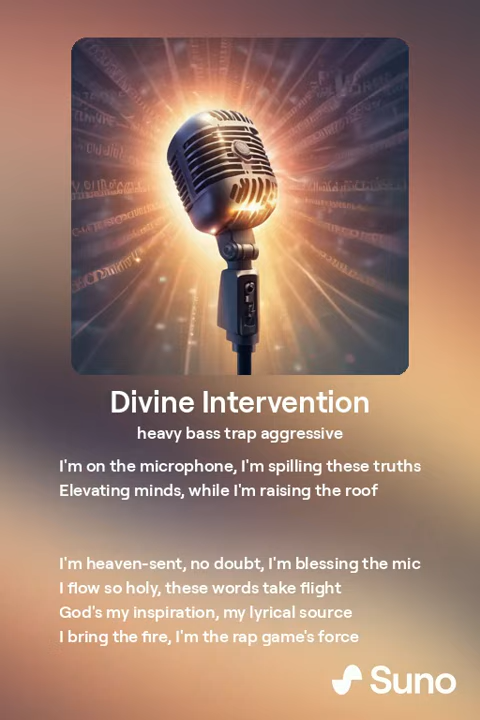 Divine Intervention
heavy bass trap aggressive
I'm on the microphone, I'm spilling these truths
Elevating minds, while I'm raising the roof
I'm heaven-sent, no doubt, I'm blessing the mic
I flow so holy, these words take flight
God's my inspiration, my lyrical source
I bring the fire, I'm the rap game's force
Suno